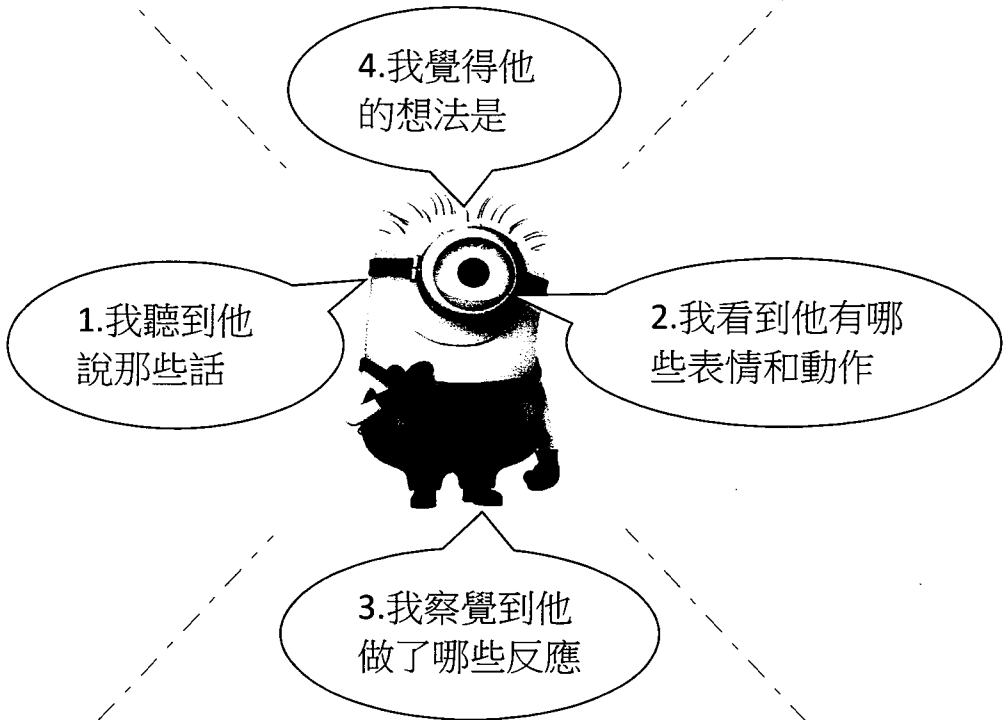 4.我覺得他
的想法是
1.我聽到他
說那些話
2.我看到他有哪
些表情和動作
3.我察覺到他
做了哪些反應